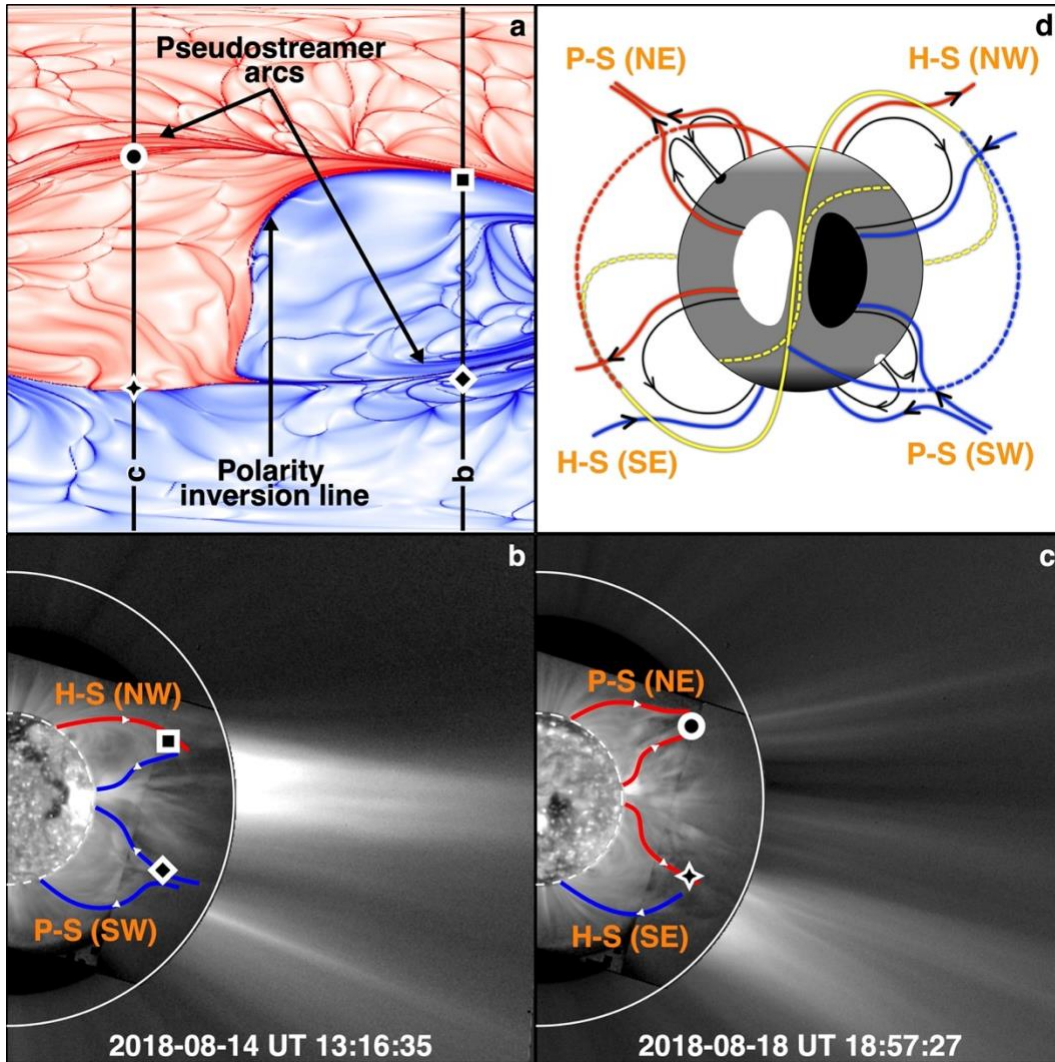 a
Pseudostreamer
arcs
Polarity
inversion line
c
b
d
P-S (NE)
H-S (NW)
H-S (SE)
P-S (SW)
b
H-S (NW)
P-S (SW)
2018-08-14 UT 13:16:35
c
P-S (NE)
H-S (SE)
2018-08-18 UT 18:57:27